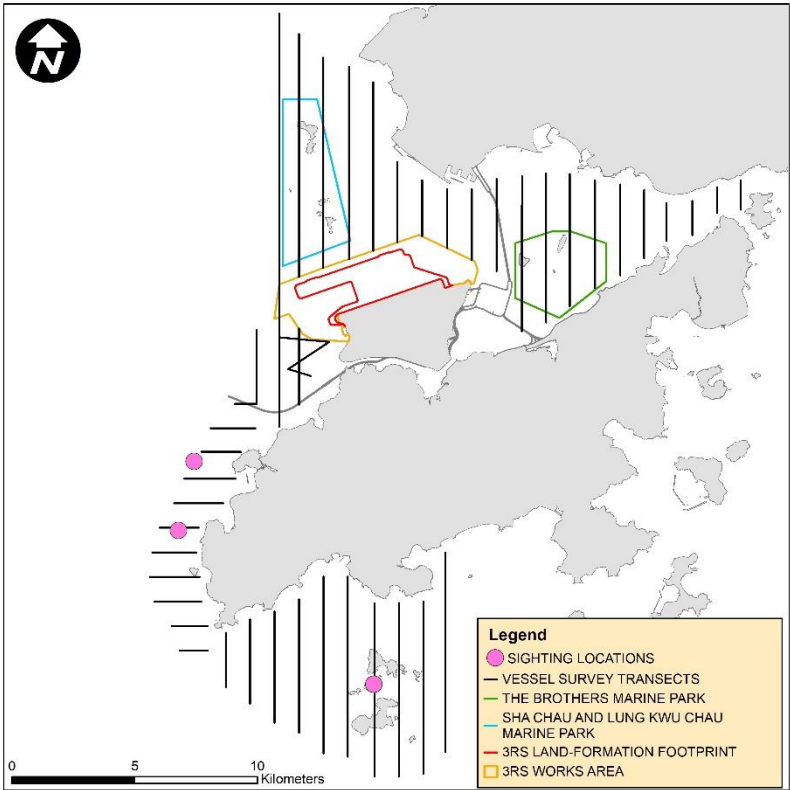 N
Legend
SIGHTING LOCATIONS
VESSEL SURVEY TRANSECTS
THE BROTHERS MARINE PARK
SHA CHAU AND LUNG KWU CHAU
MARINE PARK
3RS LAND-FORMATION FOOTPRINT
3RS WORKS AREA
0 5 10
Kilometers